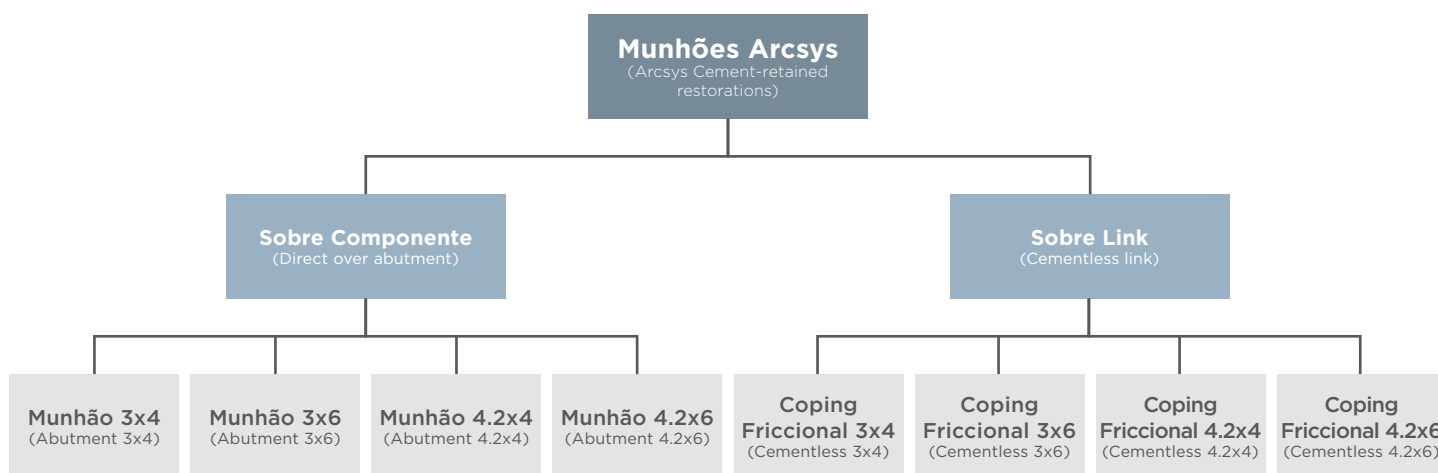 Munhões Arcsys
(Arcsys Cement-retained
restorations)
Sobre Componente
(Direct over abutment)
Sobre Link
(Cementless link)
Munhão 3x4
(Abutment 3x4)
Munhão 3x6
(Abutment 3x6)
Munhão 4.2x4
(Abutment 4.2x4)
Munhão 4.2x6
(Abutment 4.2x6)
Coping
Friccional 3x4
(Cementless 3x4)
Coping
Friccional 3x6
(Cementless 3x6)
Coping
Friccional 4.2x4
(Cementless 4.2x4)
Coping
Friccional 4.2x6
(Cementless 4.2x6)